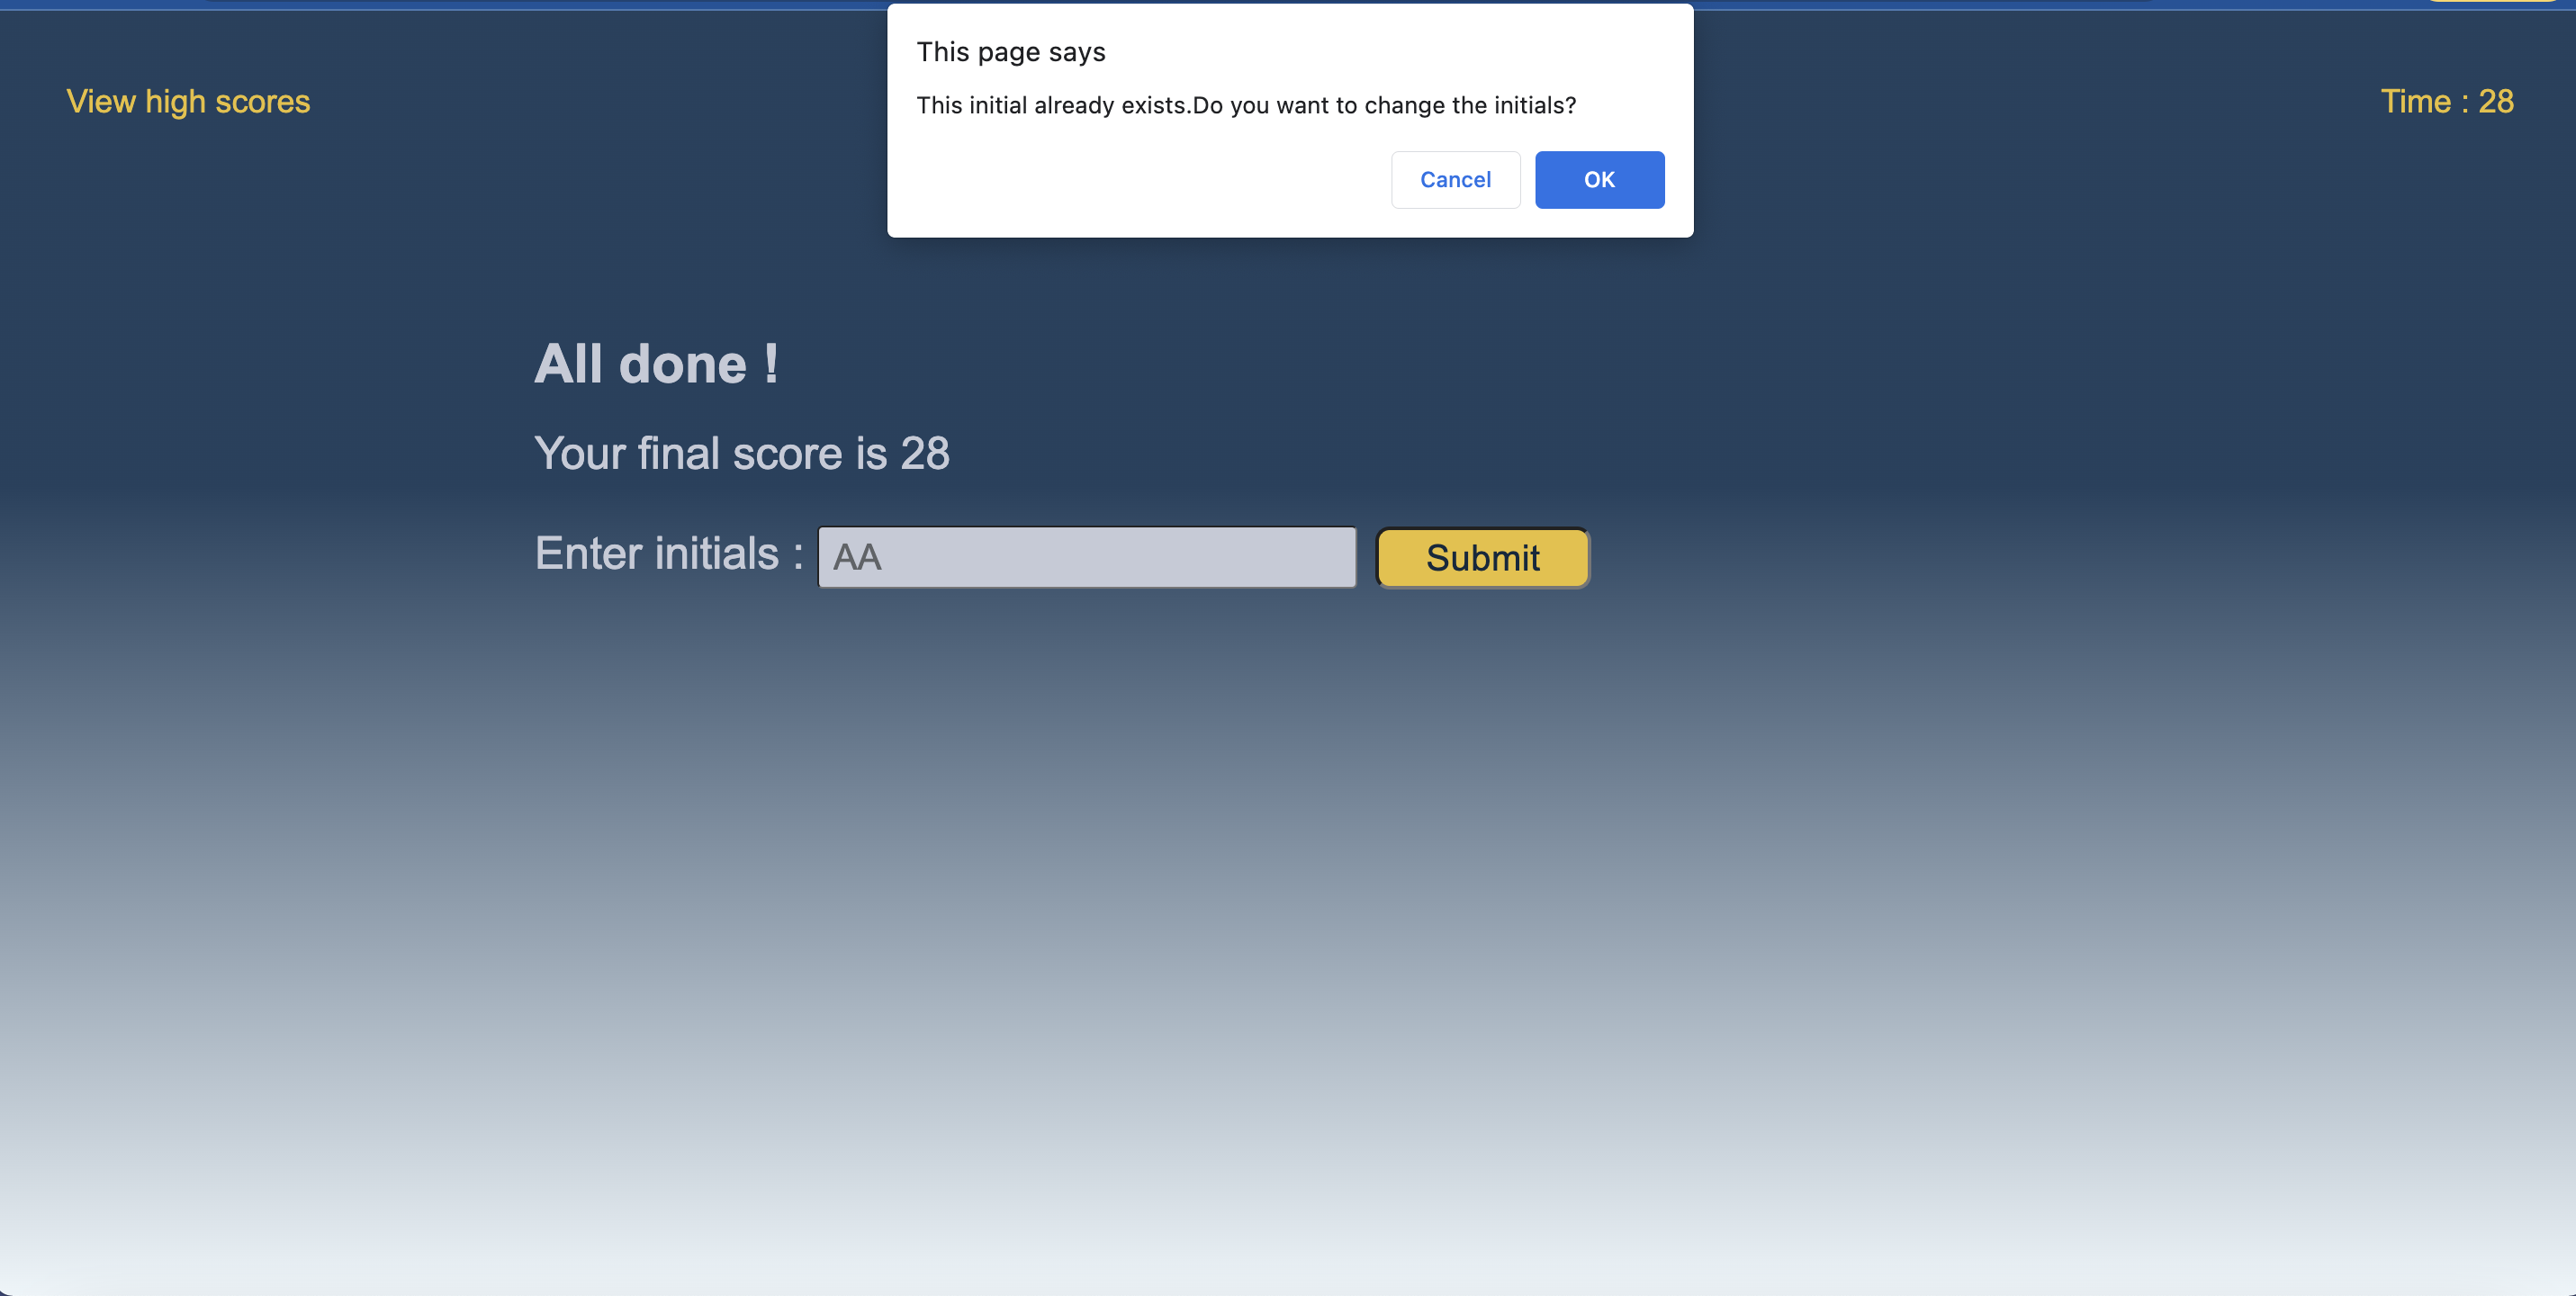 This page says
This initial already exists.Do you want to change the initials?
Cancel OK
View high scores
Time : 28
All done !
Your final score is 28
Enter initials : AA Submit